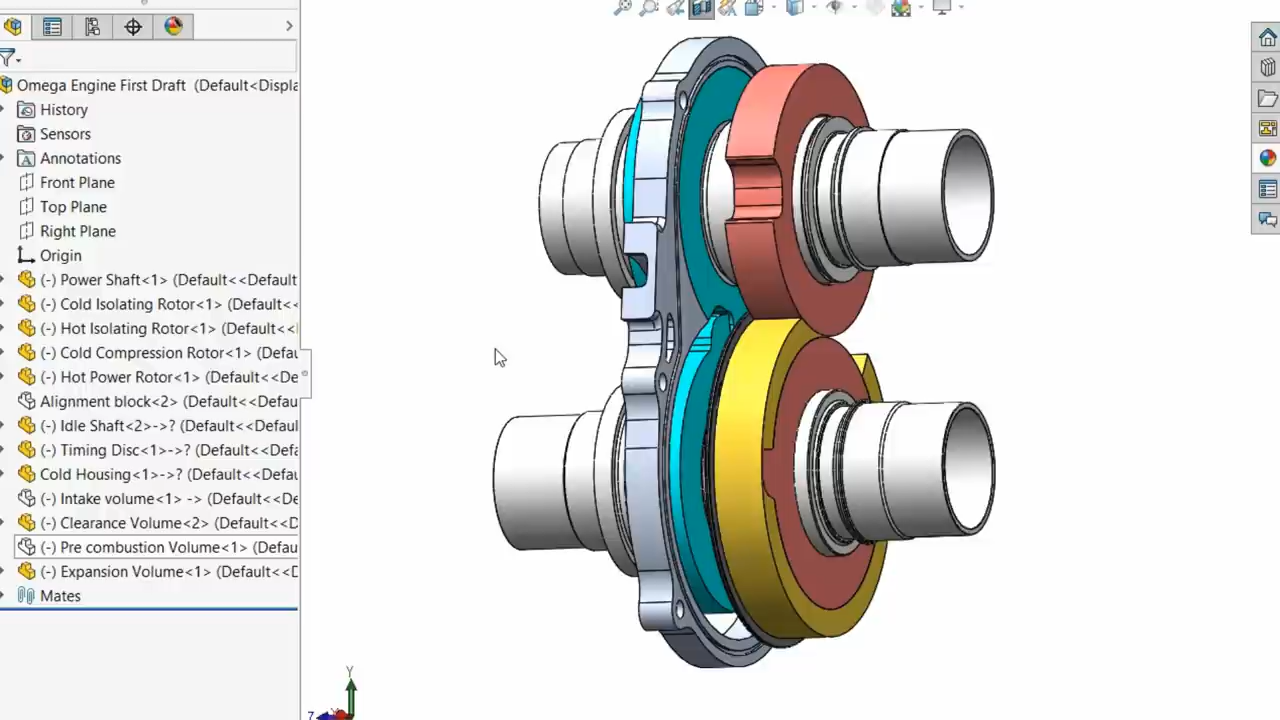 Omega Engine First Draft (Default<Displa
History
Sensors
Annotations
Front Plane
Top Plane
Right Plane
Origin
(-) Power Shaft<1> (Default<<Default
(-) Cold Isolating Rotor<1> (Default<<
(-) Hot Isolating Rotor<1> (Default<<
(-) Cold Compression Rotor<1> (Defau
(-) Hot Power Rotor<1> (Default<<De
Alignment block<2> (Default<<Defaul
(-) Idle Shaft<2>->? (Default<<Default
(-) Timing Disc<1>->? (Default<<Defa
Cold Housing<1>->? (Default<<Defaul
(-) Intake volume<1> -> (Default<<De
(-) Clearance Volume<2> (Default<<D
(-) Pre combustion Volume<1> (Defau
(-) Expansion Volume<1> (Default<<D
Mates
Y
Z